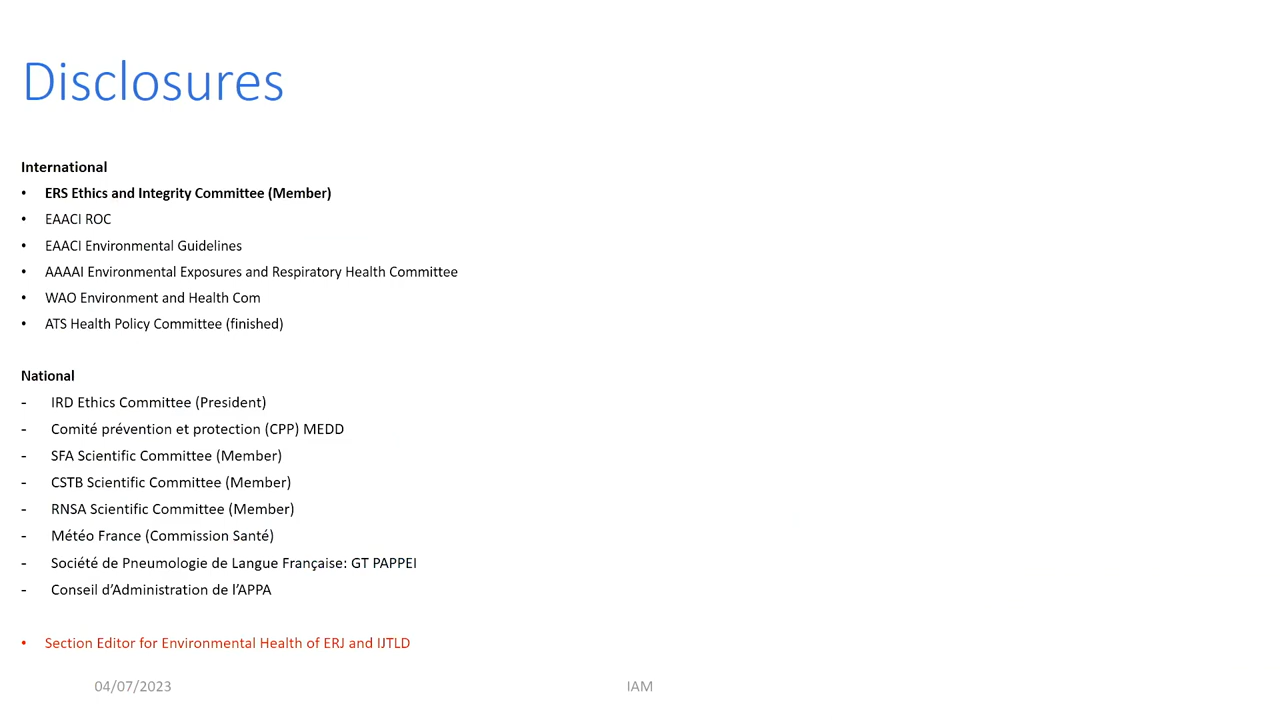 Disclosures
International
• ERS Ethics and Integrity Committee (Member)
• EAACI ROC
• EAACI Environmental Guidelines
• AAAAI Environmental Exposures and Respiratory Health Committee
• WAO Environment and Health Com
• ATS Health Policy Committee (finished)
National
- IRD Ethics Committee (President)
- Comité prévention et protection (CPP) MEDD
- SFA Scientific Committee (Member)
- CSTB Scientific Committee (Member)
- RNSA Scientific Committee (Member)
- Météo France (Commission Santé)
- Société de Pneumologie de Langue Française: GT PAPPEI
- Conseil d’Administration de l’APPA
• Section Editor for Environmental Health of ERJ and IJTLD
04/07/2023
IAM